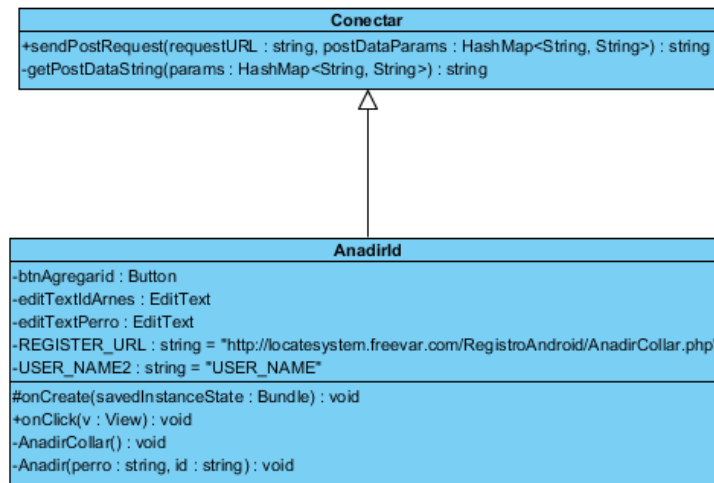 Conectar
+sendPostRequest(requestURL : string, postDataParams : HashMap<String, String>) : string
-getPostDataString(params : HashMap<String, String>) : string
AnadirId
-btnAgregarid : Button
-editTextIdArnes : EditText
-editTextPerro : EditText
-REGISTER_URL : string = "http://locatesystem.freevar.com/RegistroAndroid/AnadirCollar.php"
-USER_NAME2 : string = "USER_NAME"
#onCreate(savedInstanceState : Bundle) : void
+onClick(v : View) : void
-AnadirCollar() : void
-Anadir(perro : string, id : string) : void